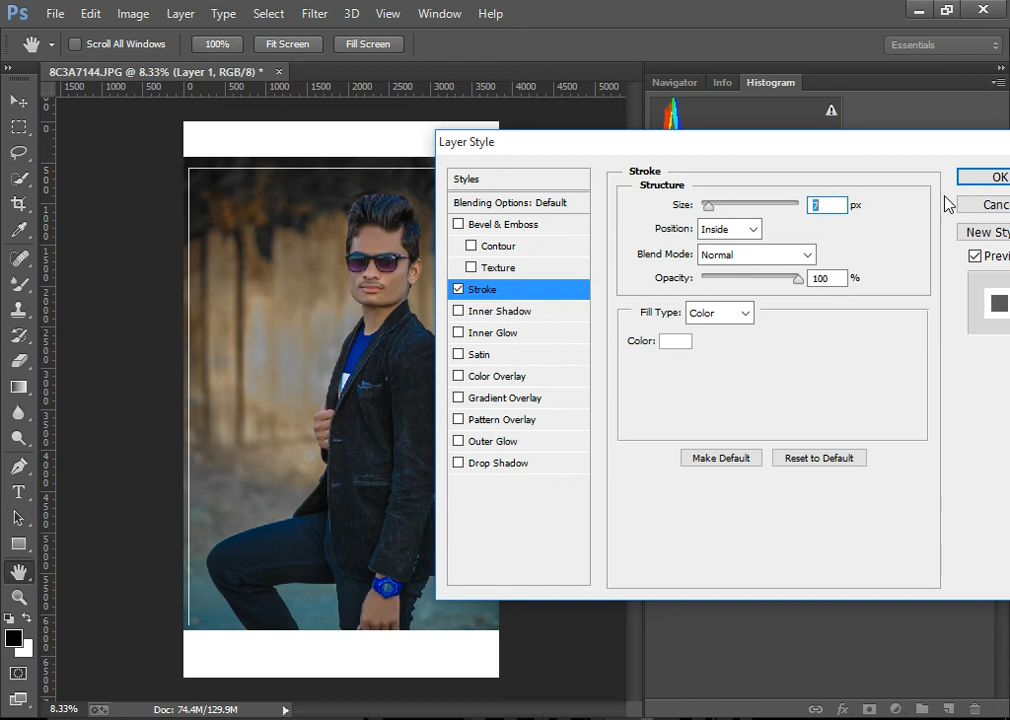 Ps File Edit Image Layer Type Select Filter 3D View Window Help
Scroll All Windows 100% Fit Screen Fill Screen Essentials
8C3A7144.JPG @ 8.33% (Layer 1, RGB/8) * ×
Navigator Info Histogram
1500 1000 500 0 500 1000 1500 2000 2500 3000 3500 4000 4500 5000
Layer Style
Styles
Blending Options: Default
Bevel & Emboss
Contour
Texture
Stroke
Inner Shadow
Inner Glow
Satin
Color Overlay
Gradient Overlay
Pattern Overlay
Outer Glow
Drop Shadow
Stroke
Structure
Size: 7 px
Position: Inside
Blend Mode: Normal
Opacity: 100 %
Fill Type: Color
Color:
Make Default Reset to Default
OK
Canc
New Sty
Previ
8.33% Doc: 74.4M/129.9M